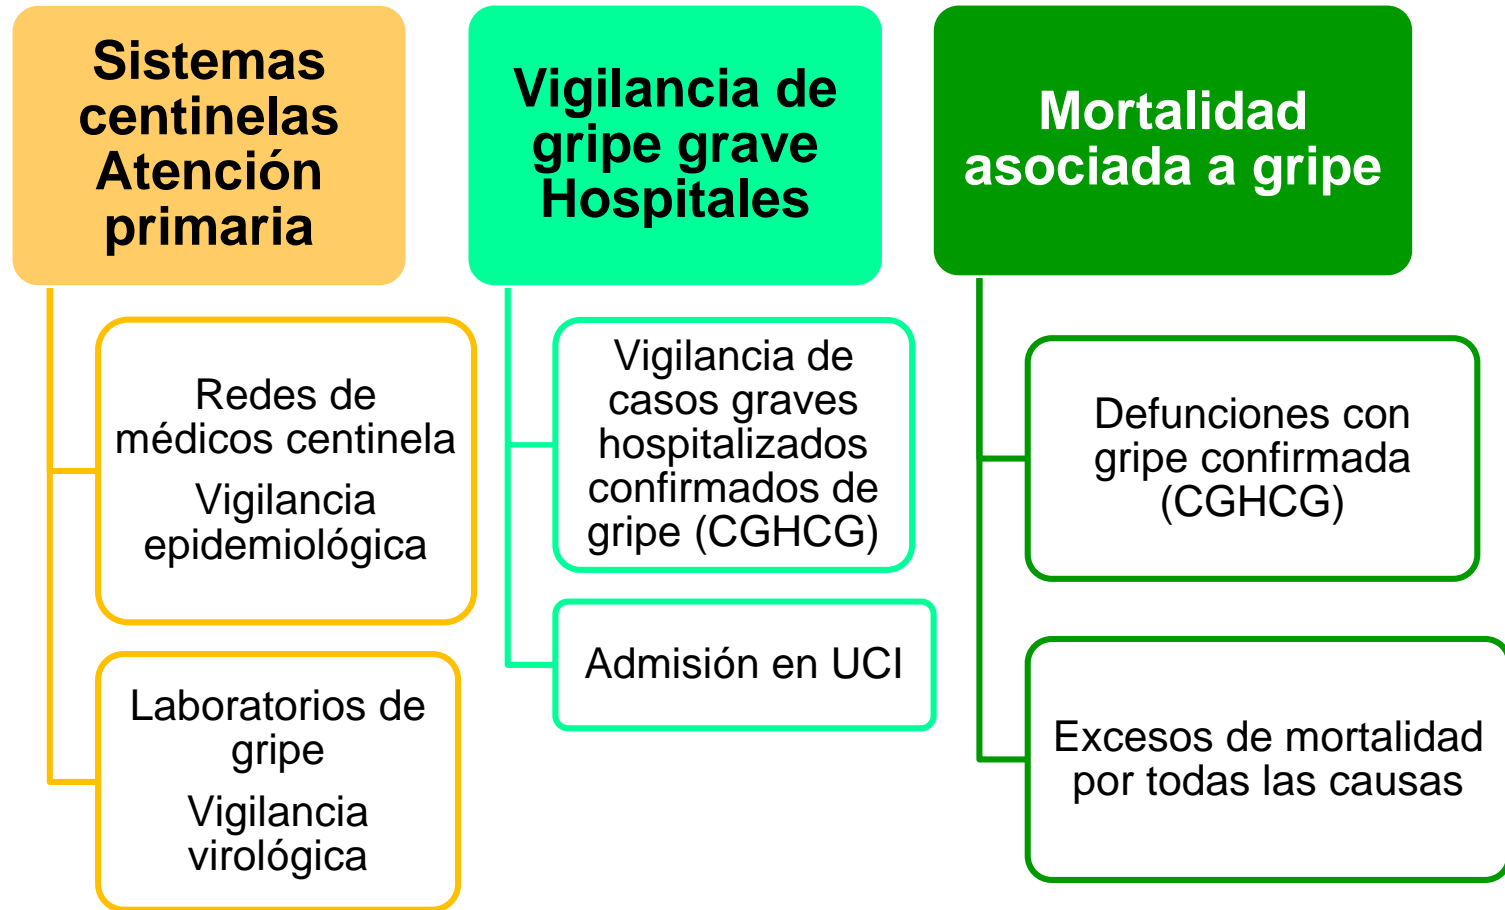 Sistemas
centinelas
Atención
primaria
Redes de
médicos centinela
Vigilancia
epidemiológica
Laboratorios de
gripe
Vigilancia
virológica
Vigilancia de
gripe grave
Hospitales
Vigilancia de
casos graves
hospitalizados
confirmados de
gripe (CGHCG)
Admisión en UCI
Mortalidad
asociada a gripe
Defunciones con
gripe confirmada
(CGHCG)
Excesos de mortalidad
por todas las causas